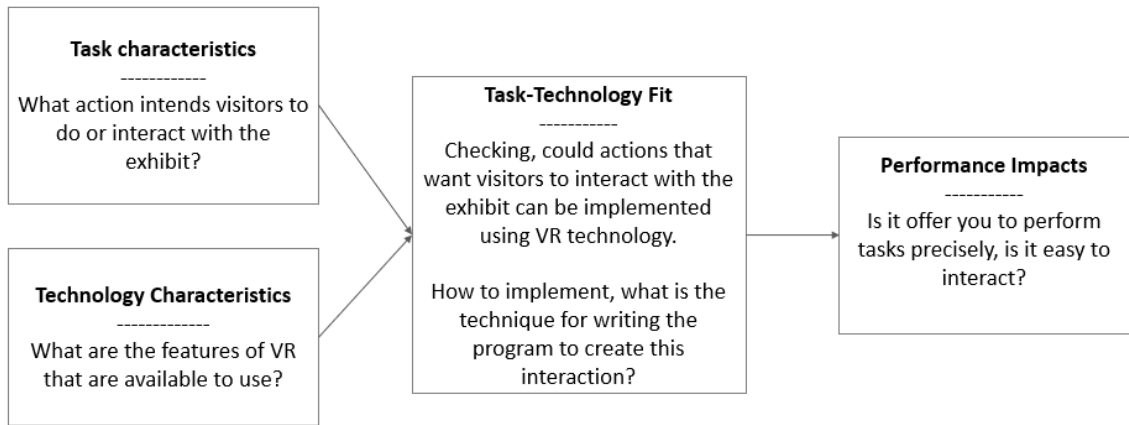 Task characteristics
------------
What action intends visitors to
do or interact with the
exhibit?
Technology Characteristics
-------------
What are the features of VR
that are available to use?
Task-Technology Fit
-----------
Checking, could actions that
want visitors to interact with the
exhibit can be implemented
using VR technology.
How to implement, what is the
technique for writing the
program to create this
interaction?
Performance Impacts
-----------
Is it offer you to perform
tasks precisely, is it easy to
interact?